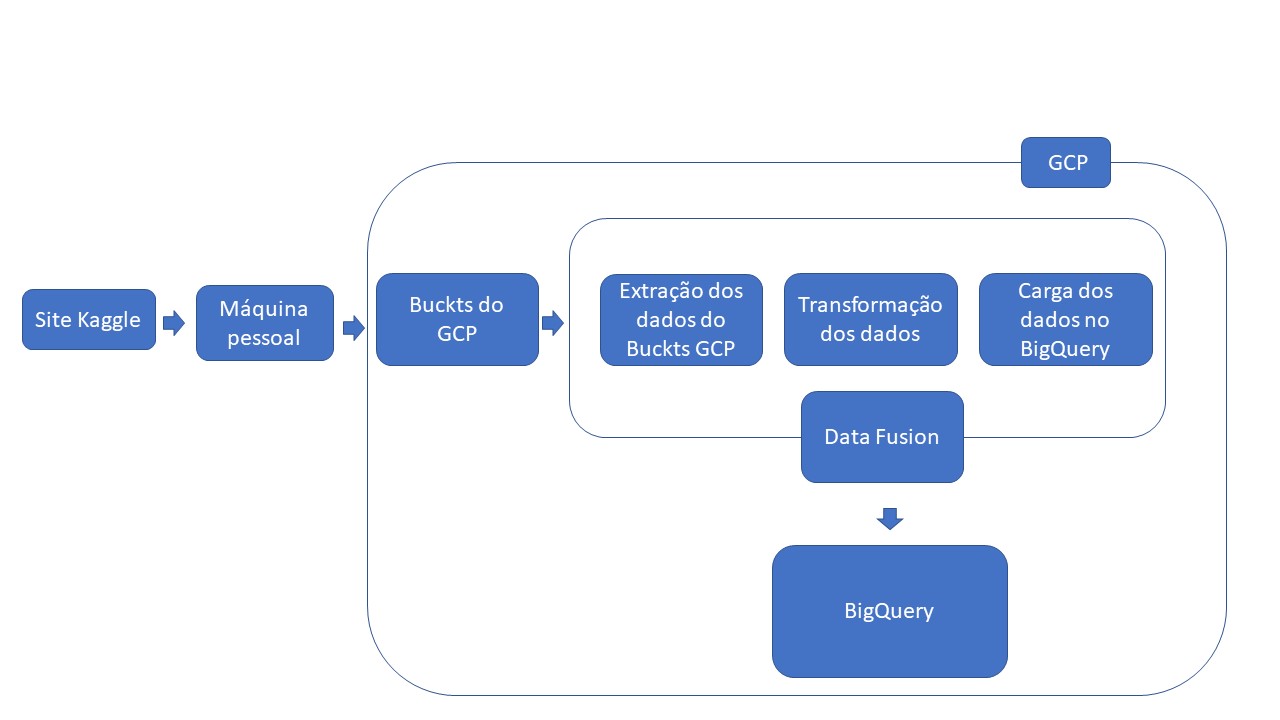 GCP
Site Kaggle
Máquina
pessoal
Buckts do
GCP
Extração dos
dados do
Buckts GCP
Transformação
dos dados
Carga dos
dados no
BigQuery
Data Fusion
BigQuery